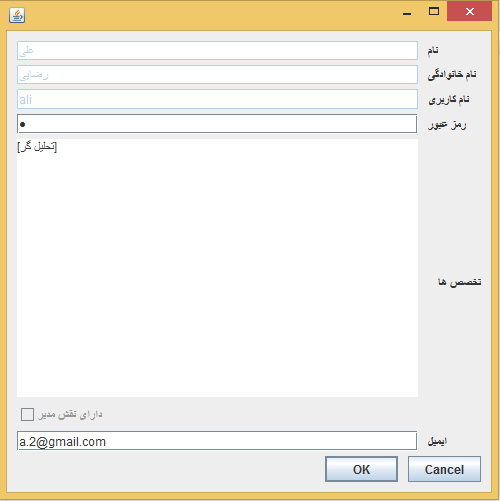 نام
علی
نام خانوادگی
رضایی
نام کاربری
ali
رمز عبور
●
تخصص ها
[تحلیل گر]
دارای نقش مدیر
ایمیل
a.2@gmail.com
OK
Cancel